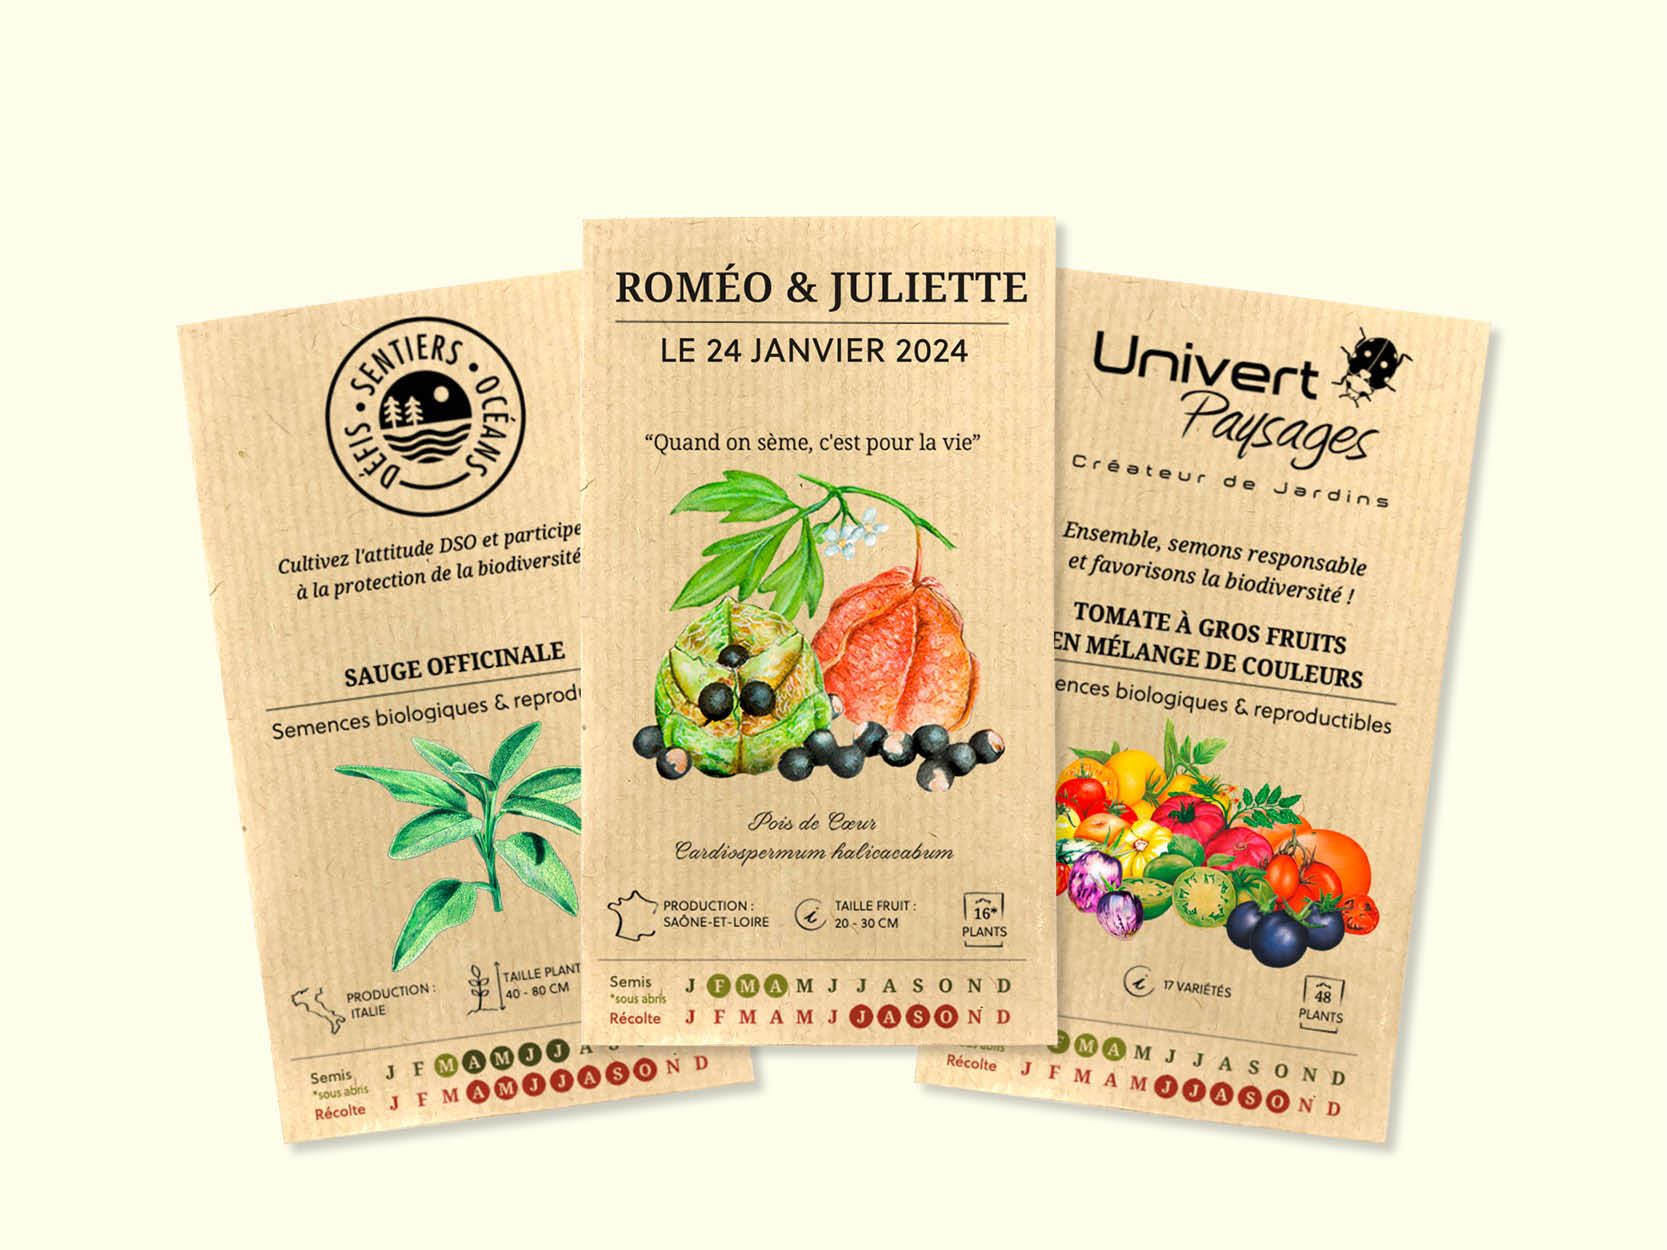 DÉFIS • SENTIERS • OCÉANS
Cultivez l'attitude DSO et participe
à la protection de la biodiversité
SAUGE OFFICINALE
Semences biologiques & reprodu
PRODUCTION :
ITALIE
TAILLE PLANT
40 - 80 CM
Semis J F M A M J J A S
*sous abris
Récolte J F M A M J J A S O N D
ROMÉO & JULIETTE
LE 24 JANVIER 2024
“Quand on sème, c'est pour la vie”
Pois de Cœur
Cardiospermum halicacabum
PRODUCTION :
SAÔNE-ET-LOIRE
TAILLE FRUIT :
20 - 30 CM
16*
PLANTS
Semis J F M A M J J A S O N D
*sous abris
Récolte J F M A M J J A S O N D
Univert
Paysages
Créateur de Jardins
Ensemble, semons responsable
et favorisons la biodiversité !
TOMATE À GROS FRUITS
EN MÉLANGE DE COULEURS
ences biologiques & reproductibles
17 VARIÉTÉS
48
PLANTS
F M A M J J A S O N D
Récolte J F M A M J J A S O N D